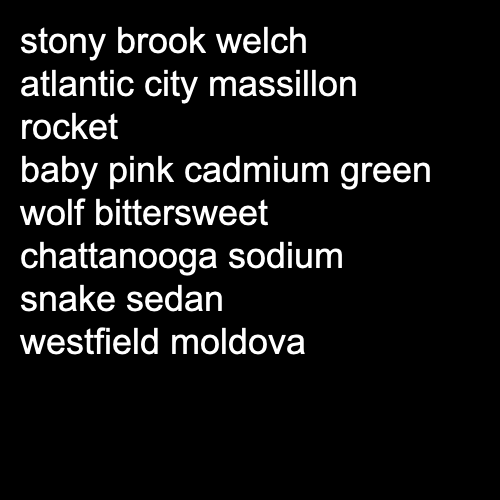 stony brook welch
atlantic city massillon
rocket
baby pink cadmium green
wolf bittersweet
chattanooga sodium
snake sedan
westfield moldova